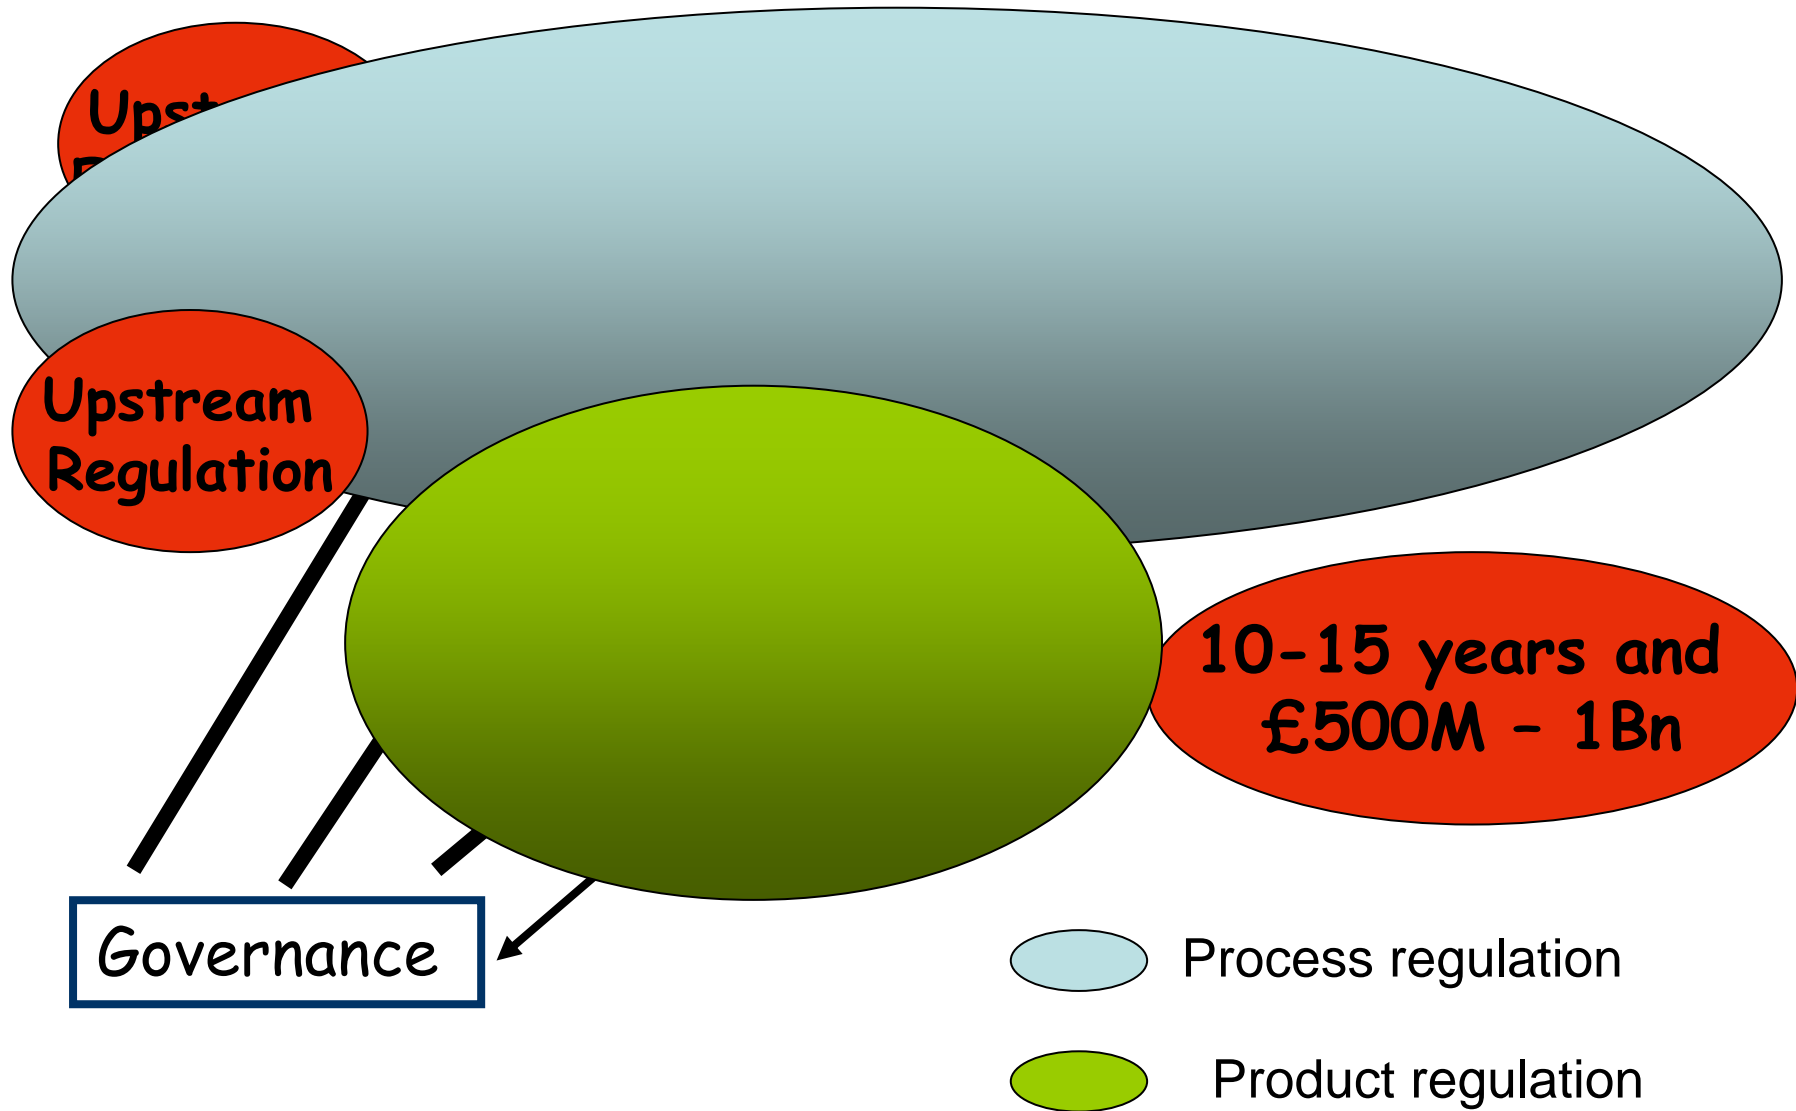 Upstream
Regulation
10-15 years and
£500M - 1Bn
Governance
Process regulation
Product regulation